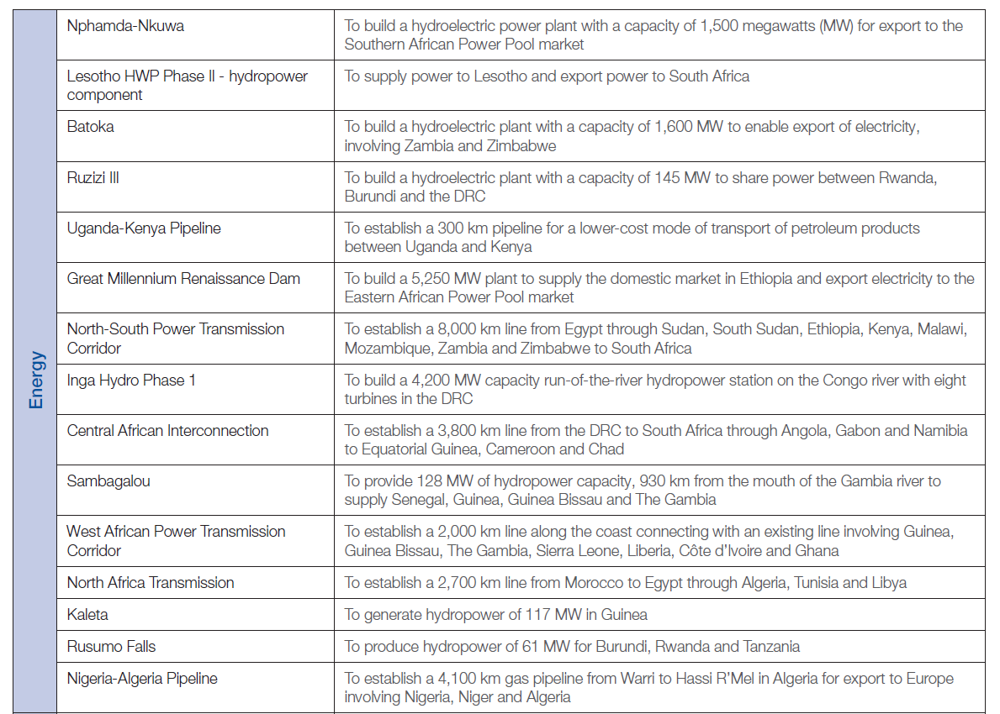 Energy
Nphamda-Nkuwa
To build a hydroelectric power plant with a capacity of 1,500 megawatts (MW) for export to the
Southern African Power Pool market
Lesotho HWP Phase II - hydropower
component
To supply power to Lesotho and export power to South Africa
Batoka
To build a hydroelectric plant with a capacity of 1,600 MW to enable export of electricity,
involving Zambia and Zimbabwe
Ruzizi III
To build a hydroelectric plant with a capacity of 145 MW to share power between Rwanda,
Burundi and the DRC
Uganda-Kenya Pipeline
To establish a 300 km pipeline for a lower-cost mode of transport of petroleum products
between Uganda and Kenya
Great Millennium Renaissance Dam
To build a 5,250 MW plant to supply the domestic market in Ethiopia and export electricity to the
Eastern African Power Pool market
North-South Power Transmission
Corridor
To establish a 8,000 km line from Egypt through Sudan, South Sudan, Ethiopia, Kenya, Malawi,
Mozambique, Zambia and Zimbabwe to South Africa
Inga Hydro Phase 1
To build a 4,200 MW capacity run-of-the-river hydropower station on the Congo river with eight
turbines in the DRC
Central African Interconnection
To establish a 3,800 km line from the DRC to South Africa through Angola, Gabon and Namibia
to Equatorial Guinea, Cameroon and Chad
Sambagalou
To provide 128 MW of hydropower capacity, 930 km from the mouth of the Gambia river to
supply Senegal, Guinea, Guinea Bissau and The Gambia
West African Power Transmission
Corridor
To establish a 2,000 km line along the coast connecting with an existing line involving Guinea,
Guinea Bissau, The Gambia, Sierra Leone, Liberia, Côte d'Ivoire and Ghana
North Africa Transmission
To establish a 2,700 km line from Morocco to Egypt through Algeria, Tunisia and Libya
Kaleta
To generate hydropower of 117 MW in Guinea
Rusumo Falls
To produce hydropower of 61 MW for Burundi, Rwanda and Tanzania
Nigeria-Algeria Pipeline
To establish a 4,100 km gas pipeline from Warri to Hassi R'Mel in Algeria for export to Europe
involving Nigeria, Niger and Algeria